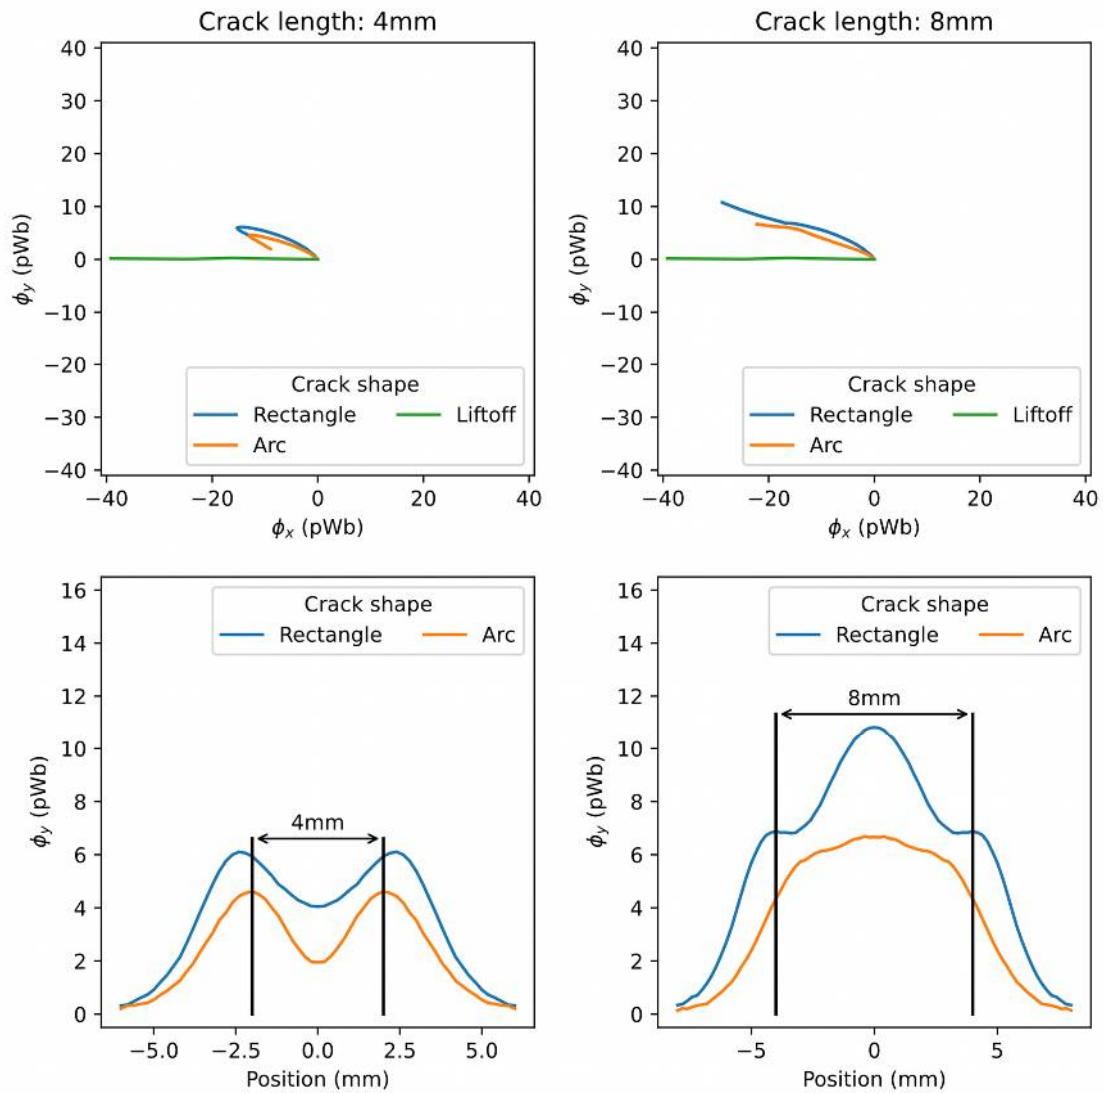 Crack length: 4mm
40
30
20
10
0
−10
−20
−30
−40
ϕy (pWb)
−40 −20 0 20 40
ϕx (pWb)
Crack shape
Rectangle Liftoff
Arc
Crack length: 8mm
40
30
20
10
0
−10
−20
−30
−40
ϕy (pWb)
−40 −20 0 20 40
ϕx (pWb)
Crack shape
Rectangle Liftoff
Arc
16
14
12
10
8
6
4
2
0
ϕy (pWb)
Crack shape
Rectangle Arc
4mm
−5.0 −2.5 0.0 2.5 5.0
Position (mm)
16
14
12
10
8
6
4
2
0
ϕy (pWb)
Crack shape
Rectangle Arc
8mm
−5 0 5
Position (mm)